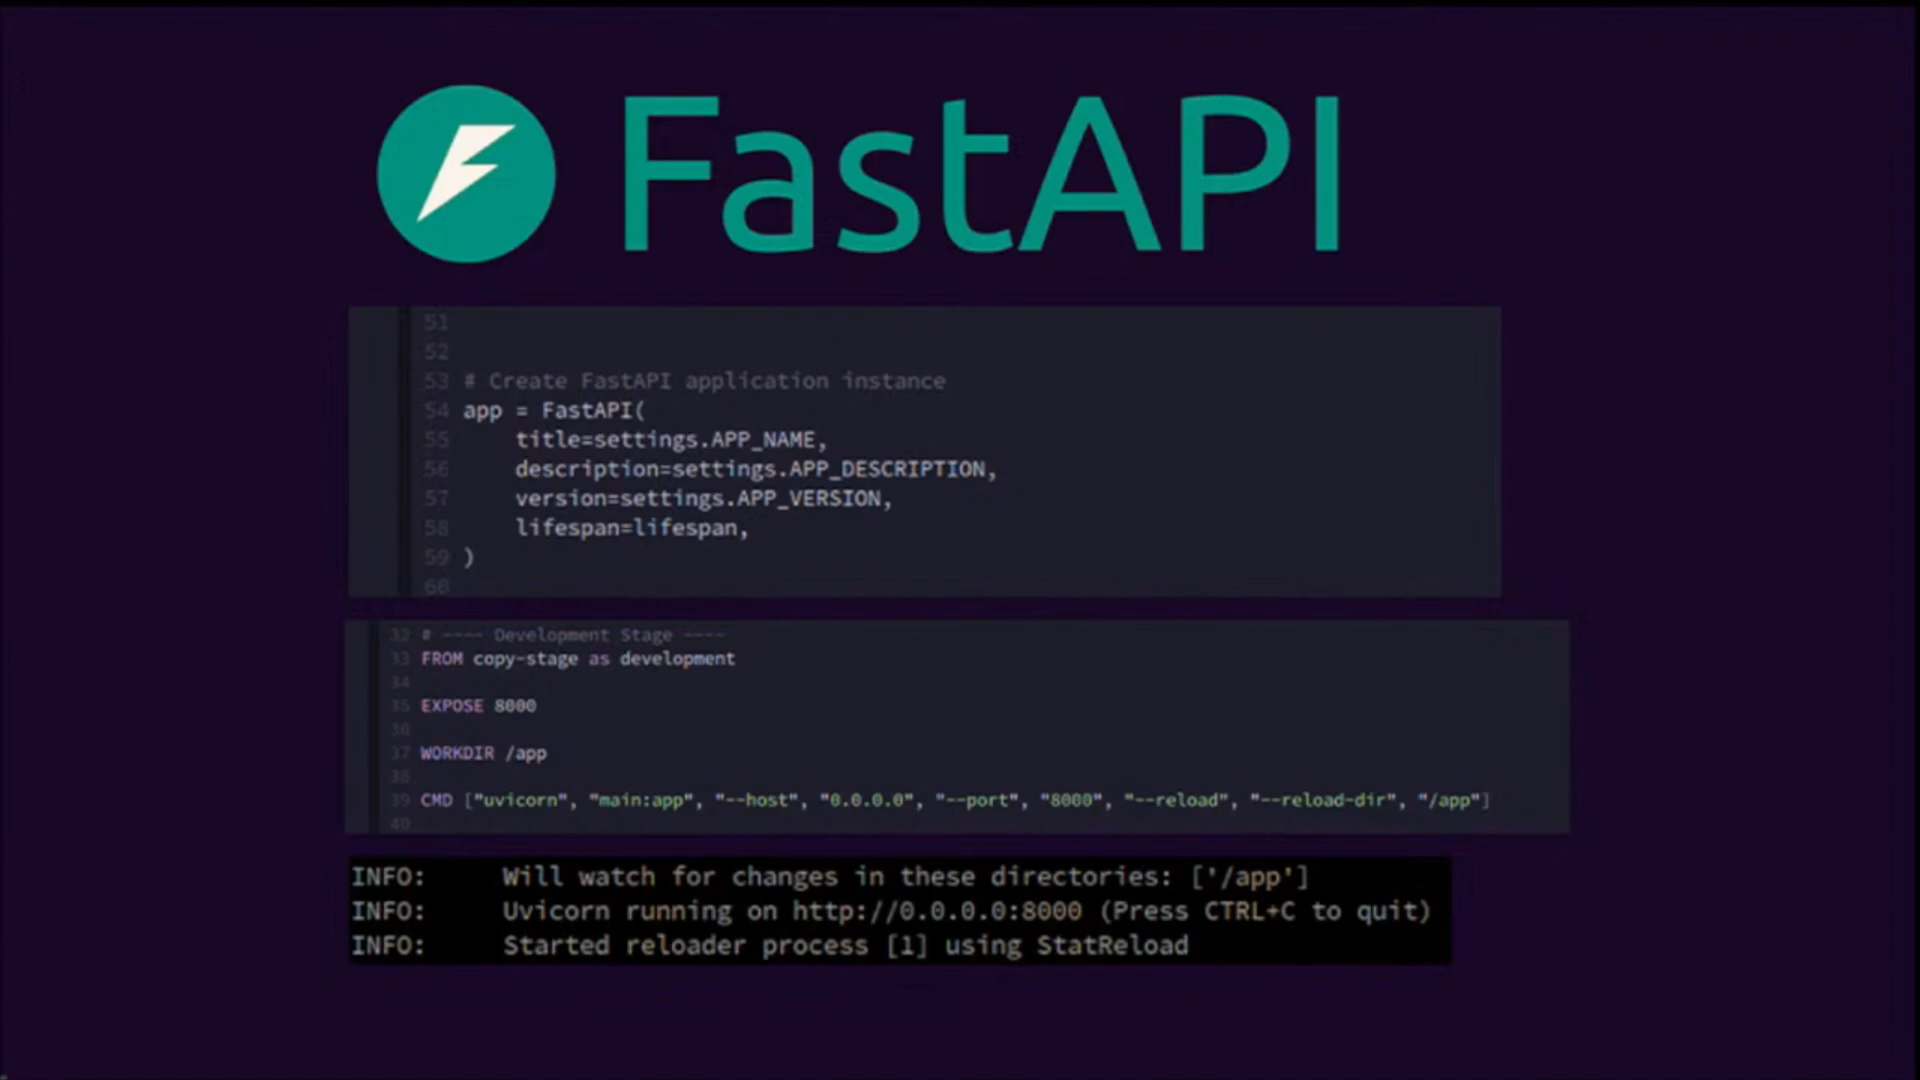 FastAPI
51
52
53 # Create FastAPI application instance
54 app = FastAPI(
55     title=settings.APP_NAME,
56     description=settings.APP_DESCRIPTION,
57     version=settings.APP_VERSION,
58     lifespan=lifespan,
59 )
60
32 # ---- Development Stage ----
33 FROM copy-stage as development
34
35 EXPOSE 8000
36
37 WORKDIR /app
38
39 CMD ["uvicorn", "main:app", "--host", "0.0.0.0", "--port", "8000", "--reload", "--reload-dir", "/app"]
40
INFO:     Will watch for changes in these directories: ['/app']
INFO:     Uvicorn running on http://0.0.0.0:8000 (Press CTRL+C to quit)
INFO:     Started reloader process [1] using StatReload